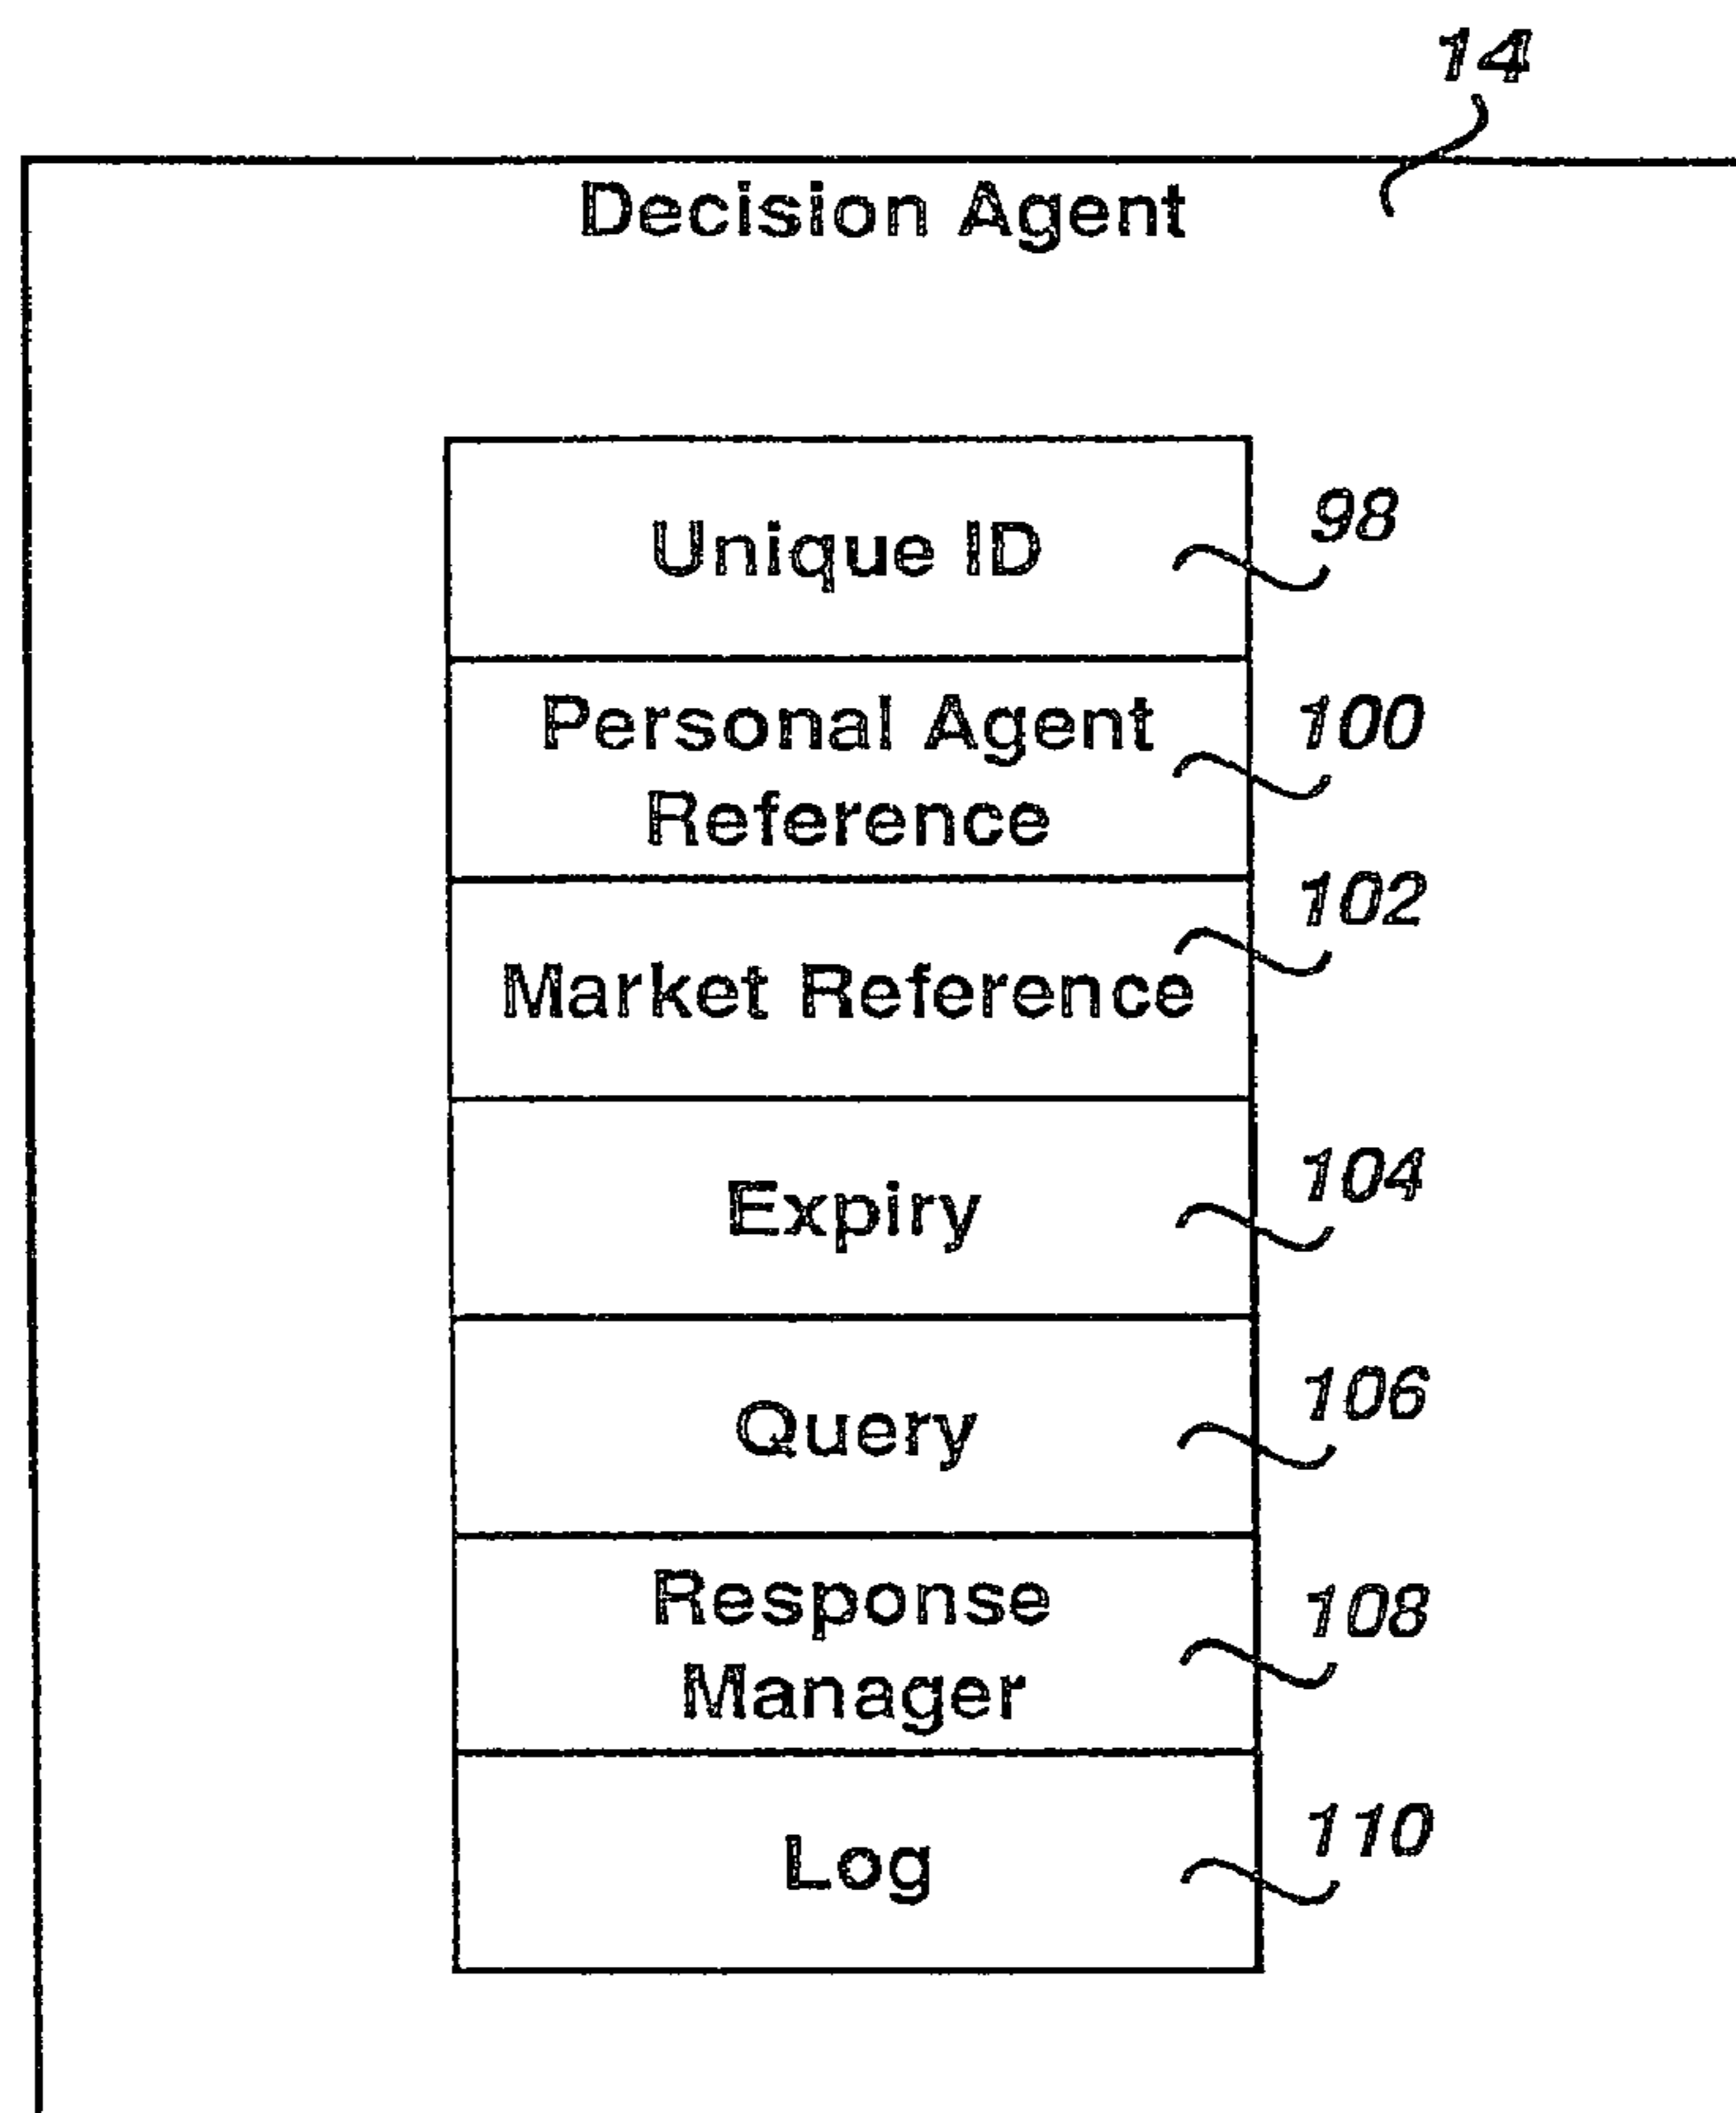 14
Decision Agent
Unique ID
98
Personal Agent
Reference
100
Market Reference
102
Expiry
104
Query
106
Response
Manager
108
Log
110